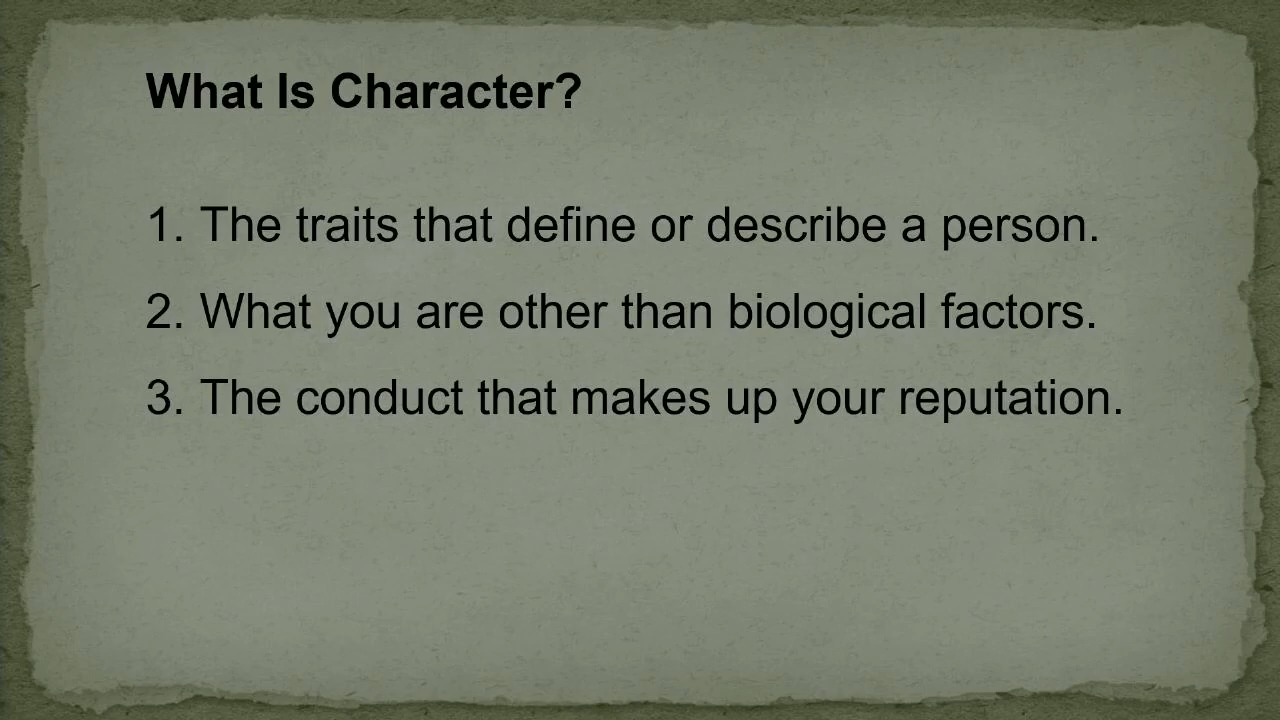 What Is Character?
1. The traits that define or describe a person.
2. What you are other than biological factors.
3. The conduct that makes up your reputation.